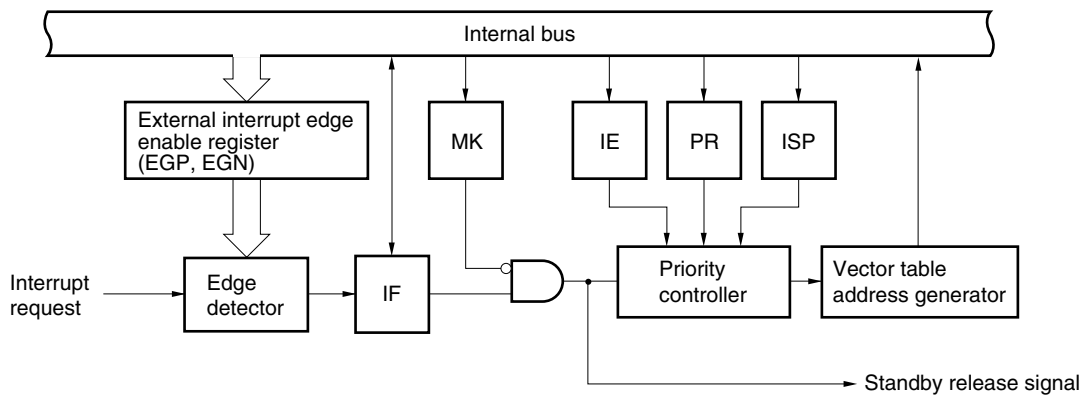 Internal bus
External interrupt edge
enable register
(EGP, EGN)
MK
IE
PR
ISP
Interrupt
request
Edge
detector
IF
Priority
controller
Vector table
address generator
Standby release signal